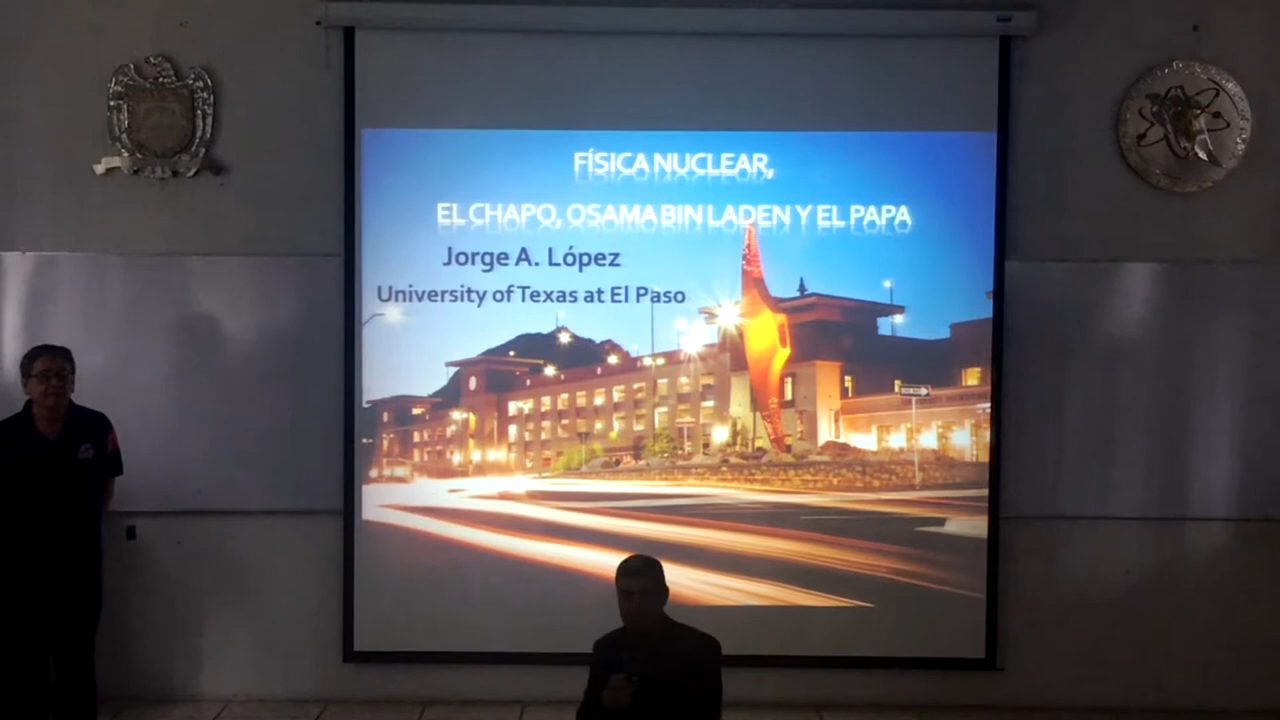 FÍSICA NUCLEAR,
EL CHAPO, OSAMA BIN LADEN Y EL PAPA
Jorge A. López
University of Texas at El Paso